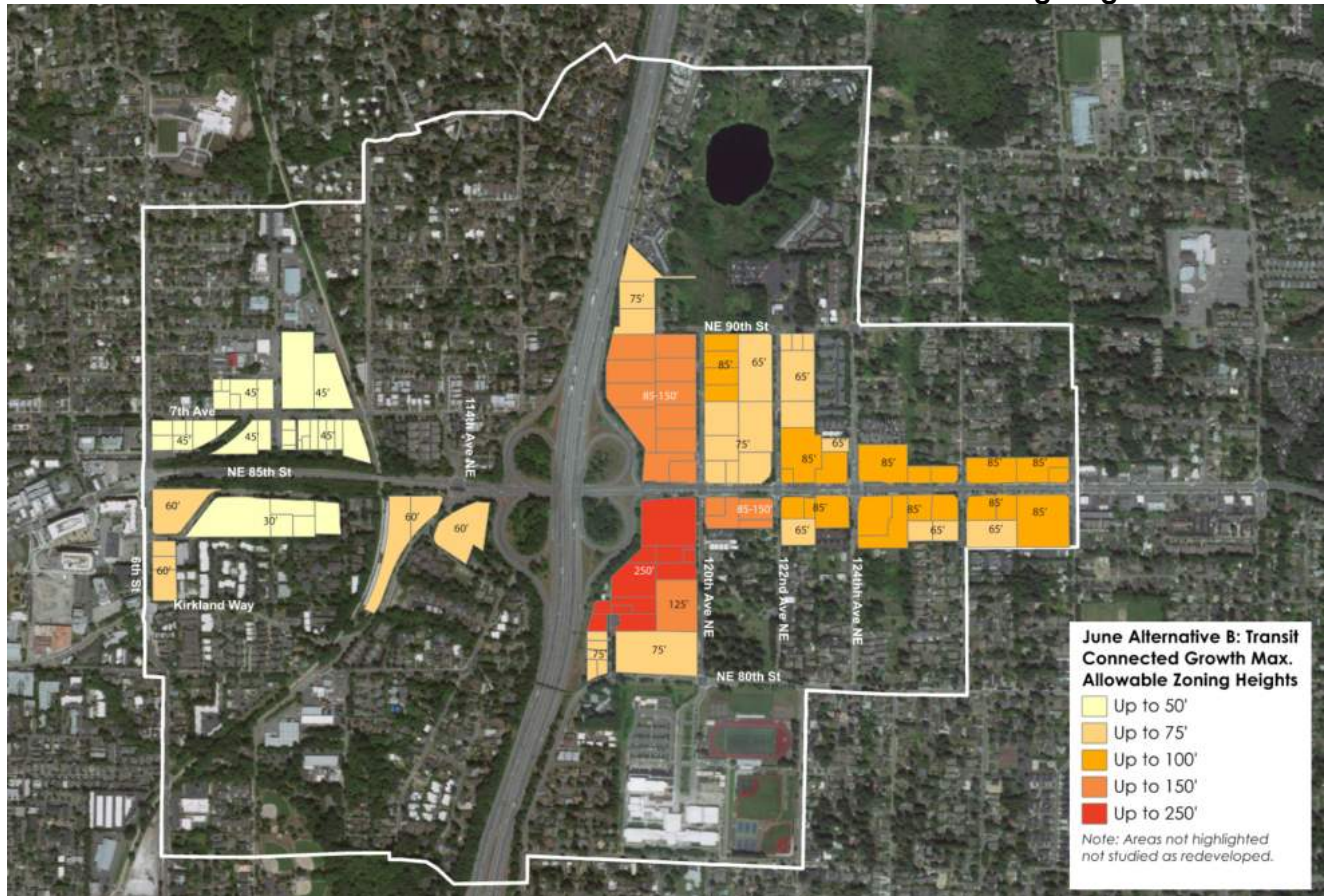 75'
NE 90th St
85'
65'
65'
85-150'
45'
45'
7th Ave
45'
45'
45'
114th Ave NE
75'
65'
85'
85'
85'
85'
NE 85th St
60'
30'
60'
60'
85-150'
85'
65'
85'
65'
85'
65'
85'
6th St
60'
Kirkland Way
250'
125'
120th Ave NE
122nd Ave NE
124thh Ave NE
75'
75'
NE 80th St
June Alternative B: Transit
Connected Growth Max.
Allowable Zoning Heights
Up to 50'
Up to 75'
Up to 100'
Up to 150'
Up to 250'
Note: Areas not highlighted
not studied as redeveloped.